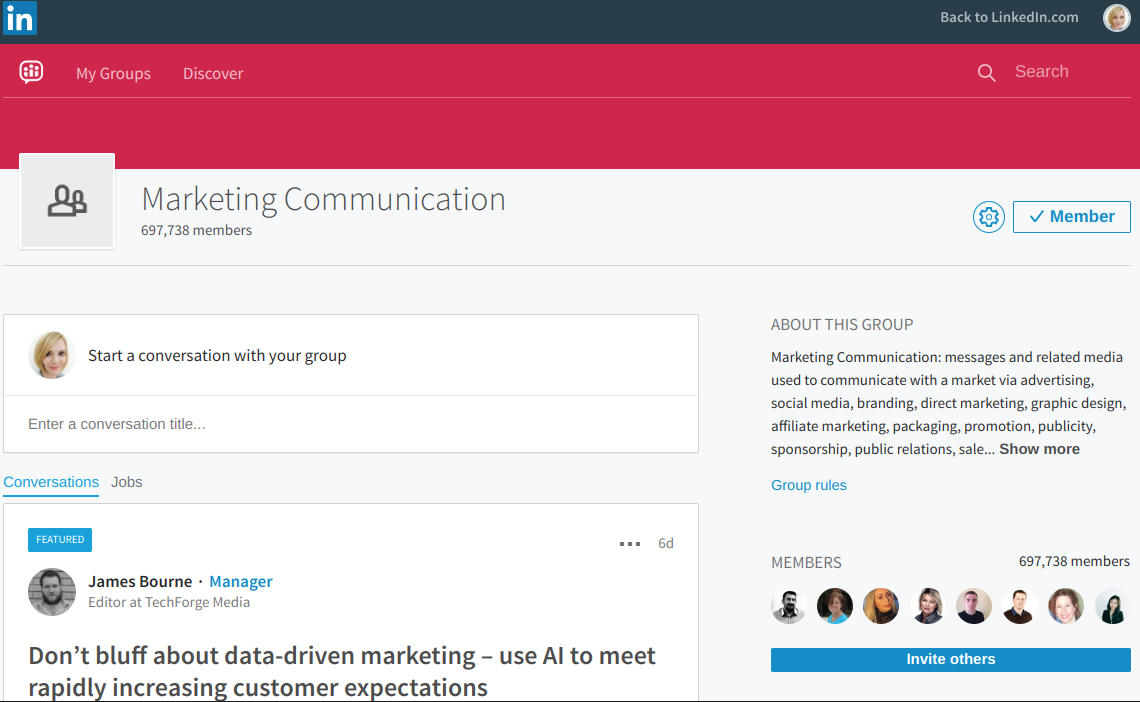 in
Back to LinkedIn.com
My Groups
Discover
Search
Marketing Communication
697,738 members
Member
Start a conversation with your group
Enter a conversation title...
Conversations
Jobs
FEATURED
6d
James Bourne · Manager
Editor at TechForge Media
Don’t bluff about data-driven marketing – use AI to meet
rapidly increasing customer expectations
ABOUT THIS GROUP
Marketing Communication: messages and related media
used to communicate with a market via advertising,
social media, branding, direct marketing, graphic design,
affiliate marketing, packaging, promotion, publicity,
sponsorship, public relations, sale... Show more
Group rules
MEMBERS
697,738 members
Invite others